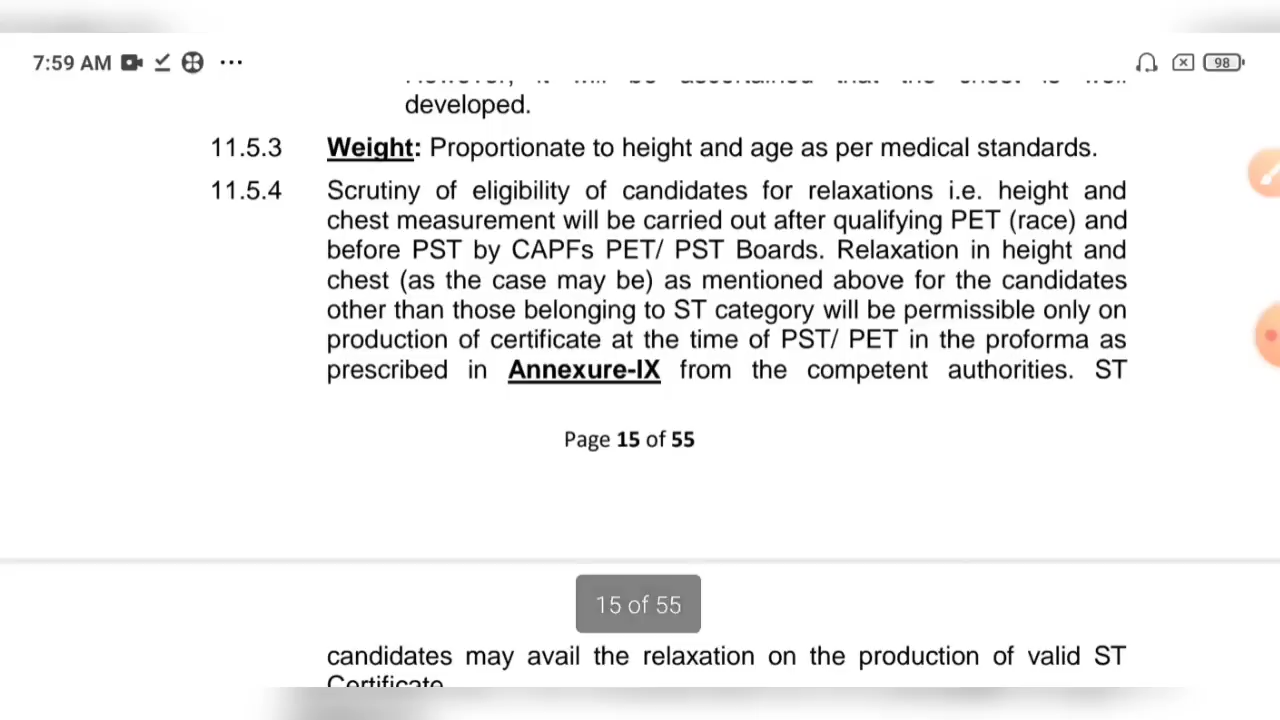 7:59 AM
98
developed.
11.5.3 Weight: Proportionate to height and age as per medical standards.
11.5.4 Scrutiny of eligibility of candidates for relaxations i.e. height and
chest measurement will be carried out after qualifying PET (race) and
before PST by CAPFs PET/ PST Boards. Relaxation in height and
chest (as the case may be) as mentioned above for the candidates
other than those belonging to ST category will be permissible only on
production of certificate at the time of PST/ PET in the proforma as
prescribed in Annexure-IX from the competent authorities. ST
Page 15 of 55
15 of 55
candidates may avail the relaxation on the production of valid ST
Certificate